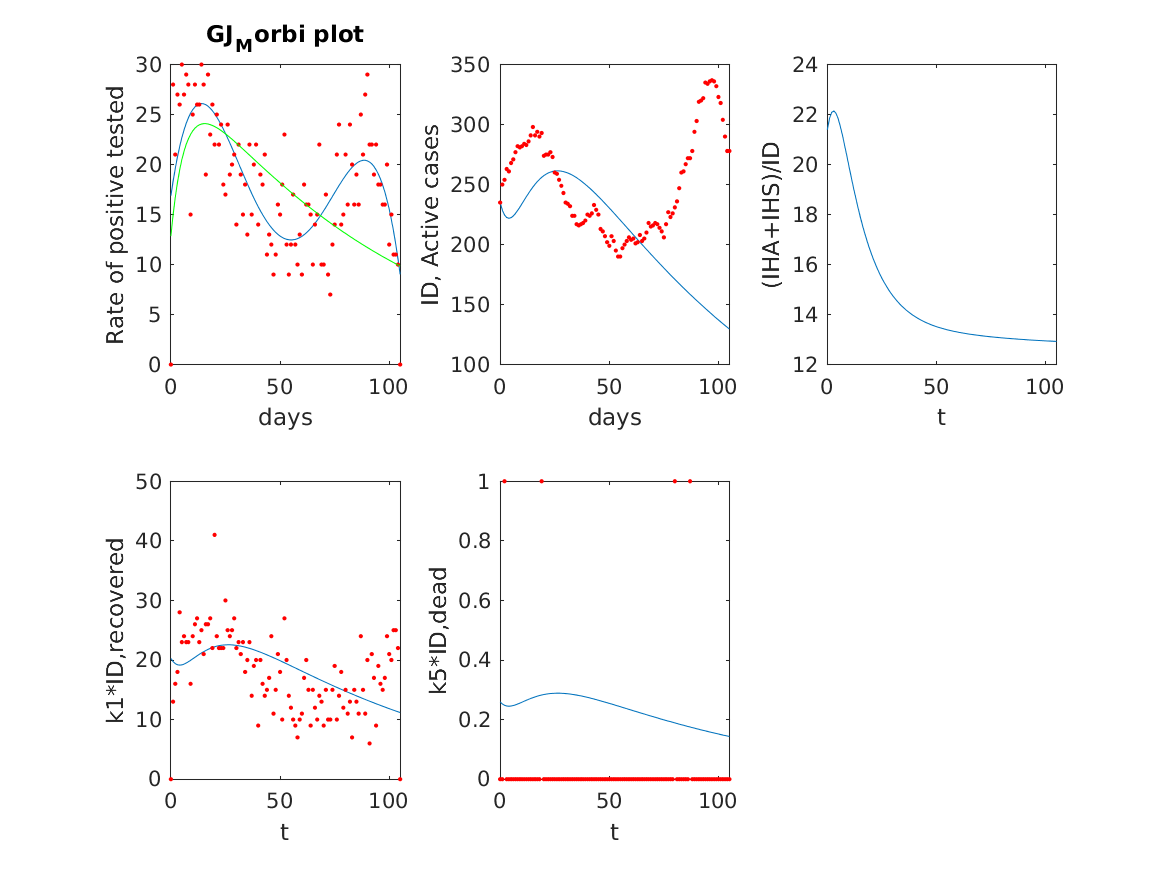 GJMorbi plot
Rate of positive tested
30
25
20
15
10
5
0
0 50 100
days
ID, Active cases
350
300
250
200
150
100
0 50 100
days
(IHA+IHS)/ID
24
22
20
18
16
14
12
0 50 100
t
k1*ID,recovered
50
40
30
20
10
0
0 50 100
t
k5*ID,dead
1
0.8
0.6
0.4
0.2
0
0 50 100
t